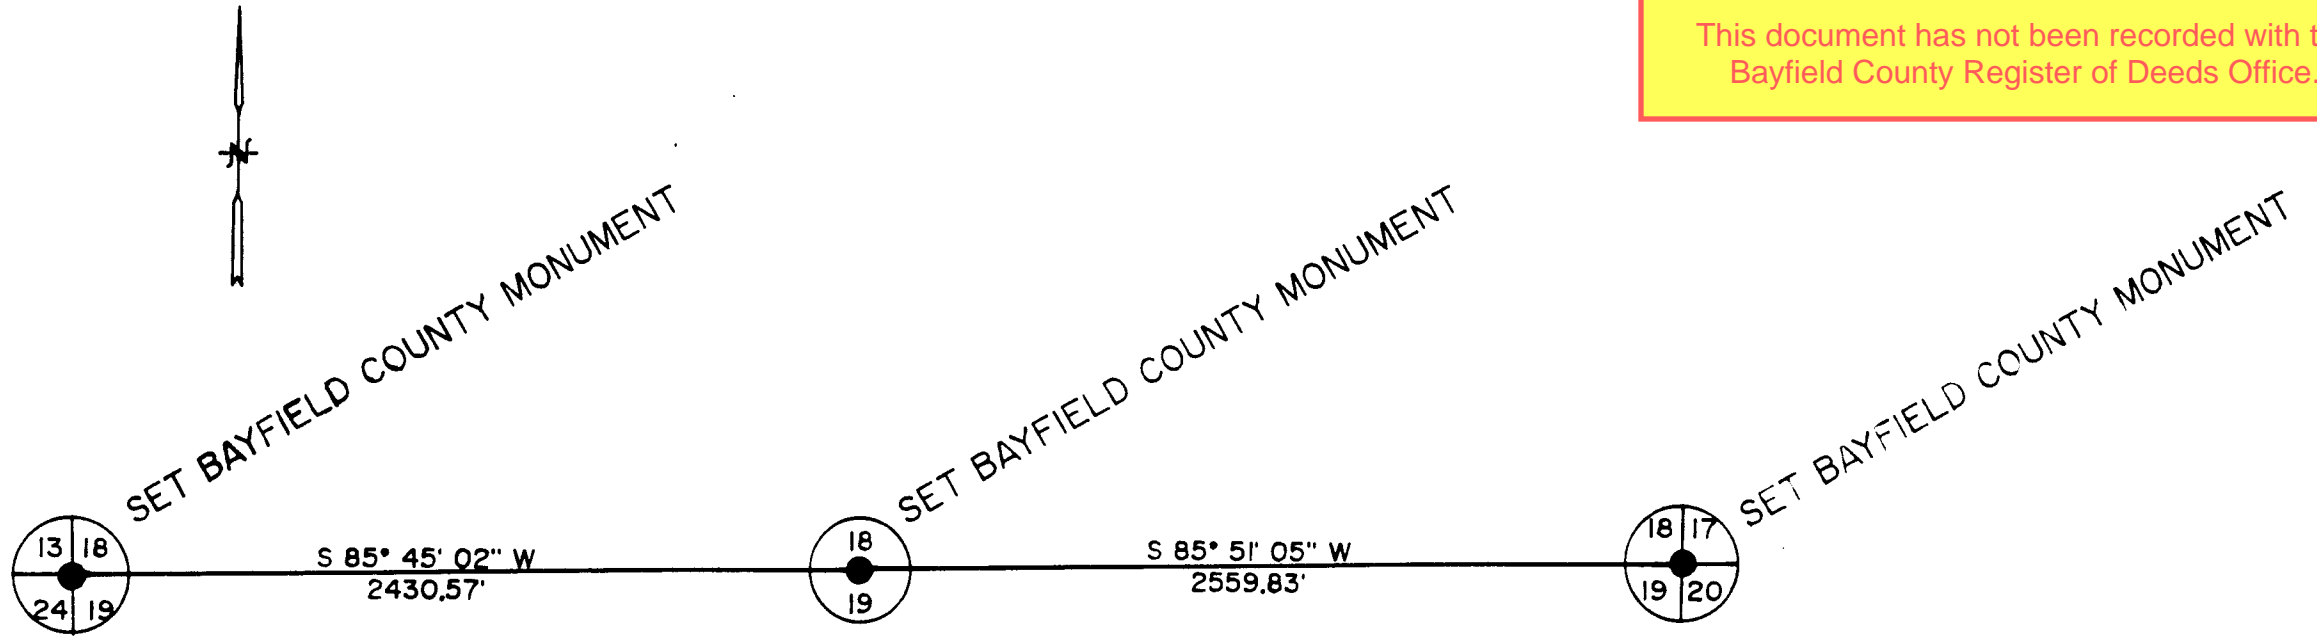 This document has not been recorded with t
Bayfield County Register of Deeds Office.
N
SET BAYFIELD COUNTY MONUMENT
SET BAYFIELD COUNTY MONUMENT
SET BAYFIELD COUNTY MONUMENT
13 18
24 19
S 85° 45' 02" W
2430.57'
18
19
S 85° 51' 05" W
2559.83'
18 17
19 20